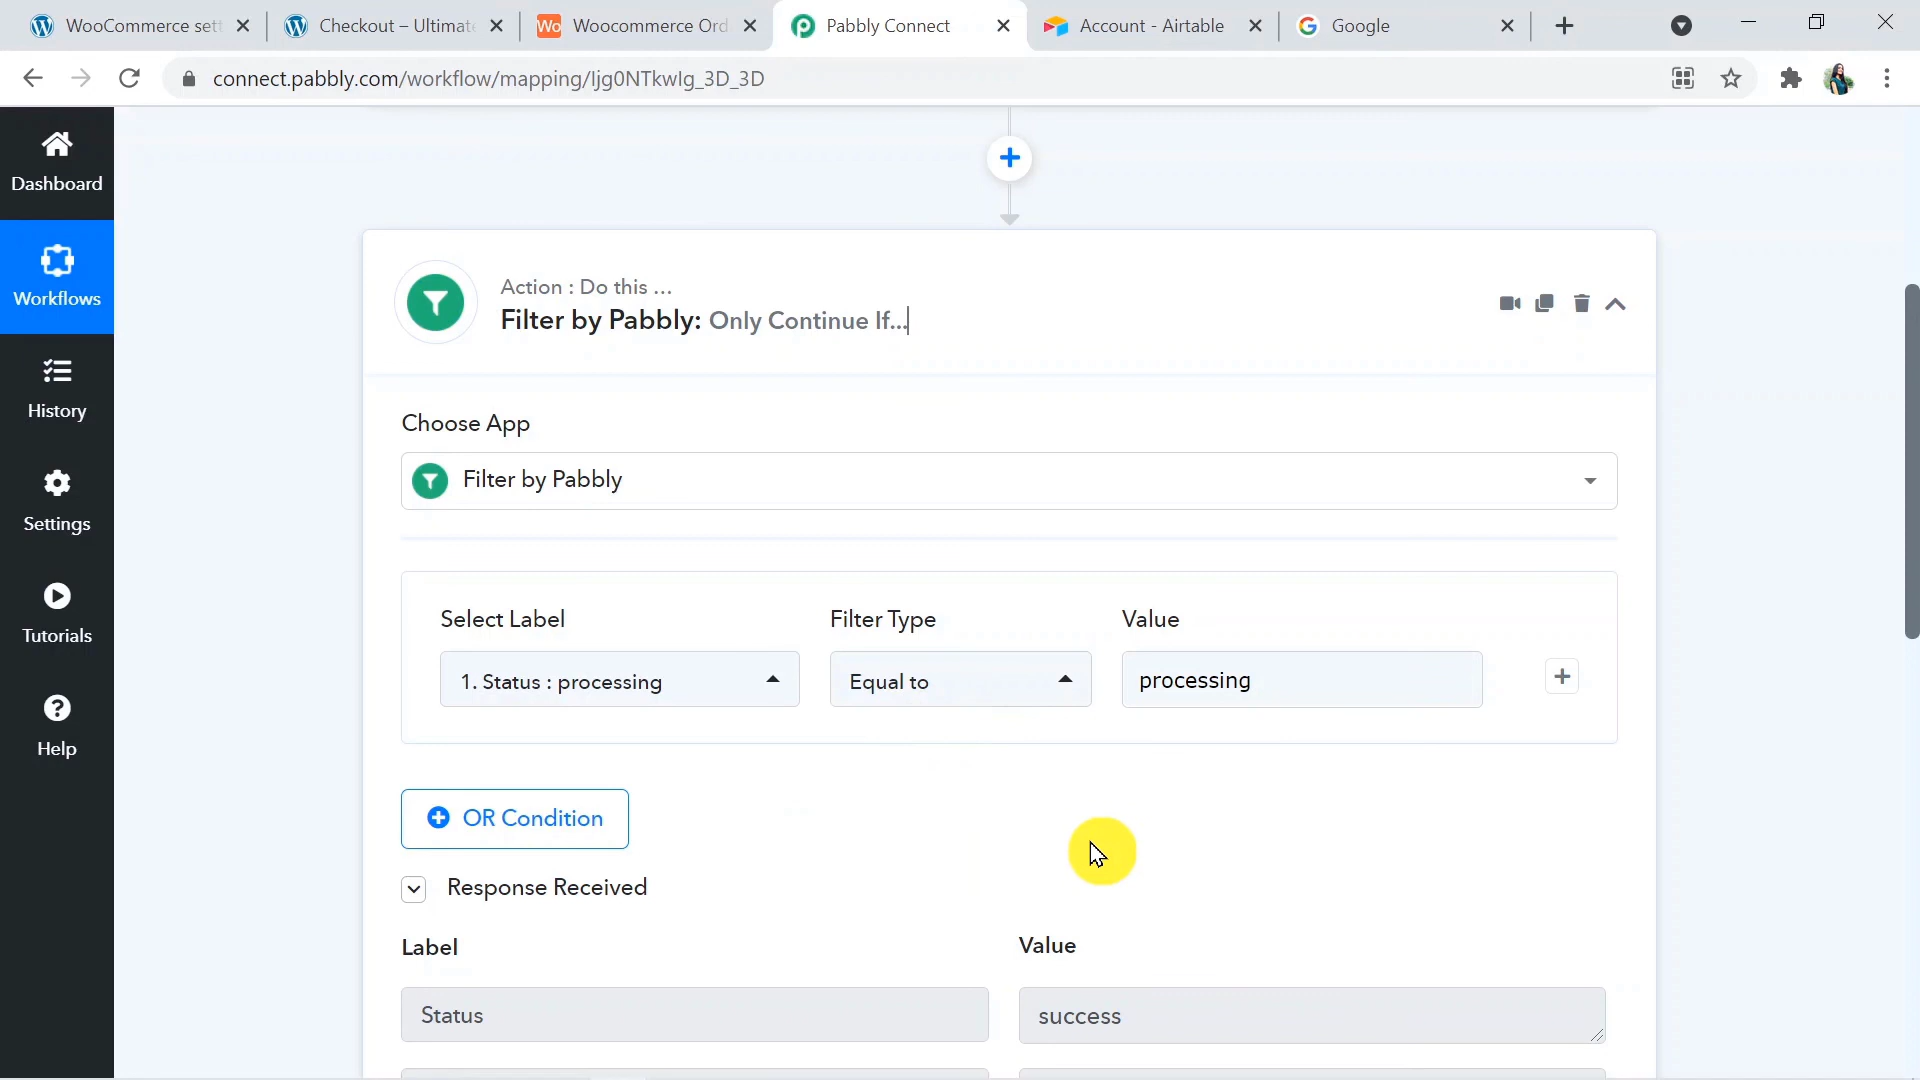 WooCommerce sett
Checkout – Ultimate
Wo Woocommerce Ord
Pabbly Connect
Account - Airtable
Google
connect.pabbly.com/workflow/mapping/Ijg0NTkwIg_3D_3D
Dashboard
Workflows
History
Settings
Tutorials
Help
Action : Do this ...
Filter by Pabbly: Only Continue If...
Choose App
Filter by Pabbly
Select Label
Filter Type
Value
1. Status : processing
Equal to
processing
OR Condition
Response Received
Label
Value
Status
success